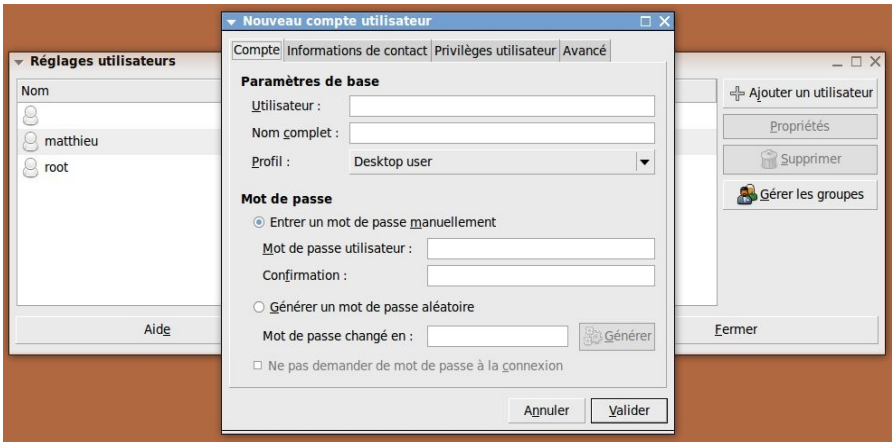 Nouveau compte utilisateur
Compte Informations de contact Privilèges utilisateur Avancé
Paramètres de base
Utilisateur :
Nom complet :
Profil : Desktop user
Mot de passe
Entrer un mot de passe manuellement
Mot de passe utilisateur :
Confirmation :
Générer un mot de passe aléatoire
Mot de passe changé en : Générer
Ne pas demander de mot de passe à la connexion
Annuler Valider
Réglages utilisateurs
Nom
matthieu
root
Ajouter un utilisateur
Propriétés
Supprimer
Gérer les groupes
Aide Fermer